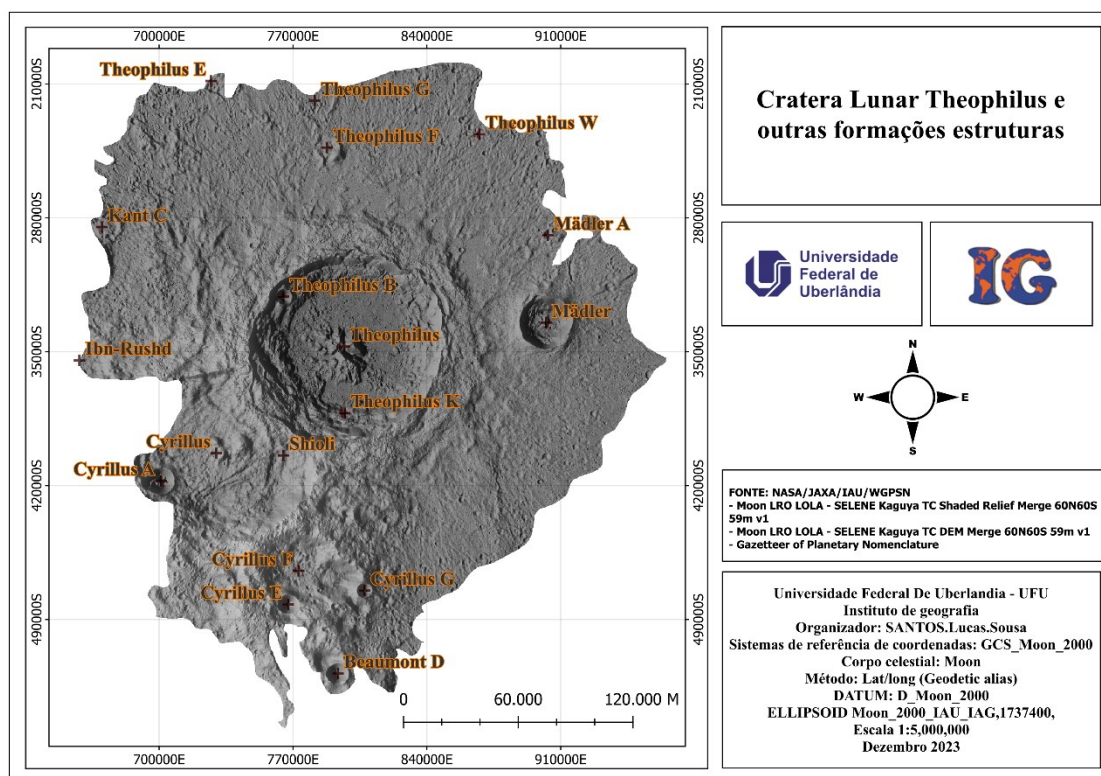 700000E 770000E 840000E 910000E
Theophilus E
210000S 210000S
Theophilus G
Theophilus W
Theophilus F
280000S 280000S
Kant C
Mädler A
Theophilus B
Mädler
Theophilus
350000S 350000S
Ibn-Rushd
Theophilus K
Cyrillus
Shioli
Cyrillus A
420000S 420000S
Cyrillus F
Cyrillus G
Cyrillus E
490000S 490000S
Beaumont D
0 60.000 120.000 M
700000E 770000E 840000E 910000E
Cratera Lunar Theophilus e
outras formações estruturas
Universidade
Federal de
Uberlândia
IG
N
W E
S
FONTE: NASA/JAXA/IAU/WGPSN
- Moon LRO LOLA - SELENE Kaguya TC Shaded Relief Merge 60N60S
59m v1
- Moon LRO LOLA - SELENE Kaguya TC DEM Merge 60N60S 59m v1
- Gazetteer of Planetary Nomenclature
Universidade Federal De Uberlandia - UFU
Instituto de geografia
Organizador: SANTOS.Lucas.Sousa
Sistemas de referência de coordenadas: GCS_Moon_2000
Corpo celestial: Moon
Método: Lat/long (Geodetic alias)
DATUM: D_Moon_2000
ELLIPSOID Moon_2000_IAU_IAG,1737400,
Escala 1:5,000,000
Dezembro 2023